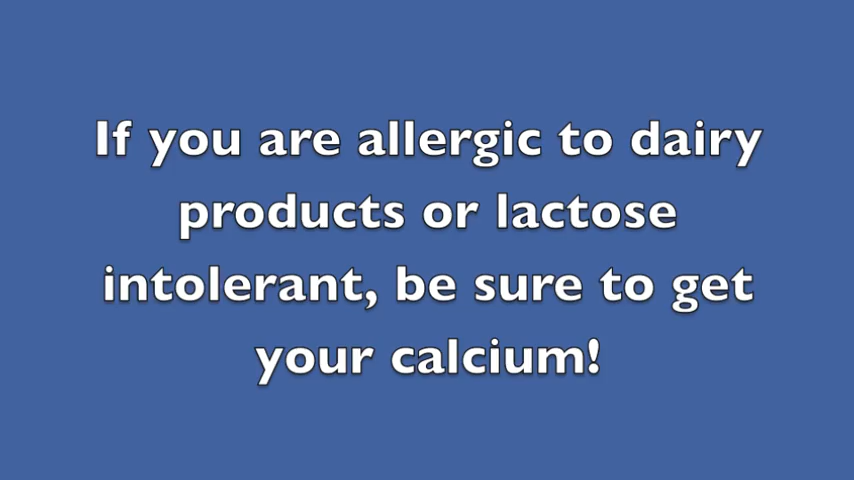 If you are allergic to dairy
products or lactose
intolerant, be sure to get
your calcium!